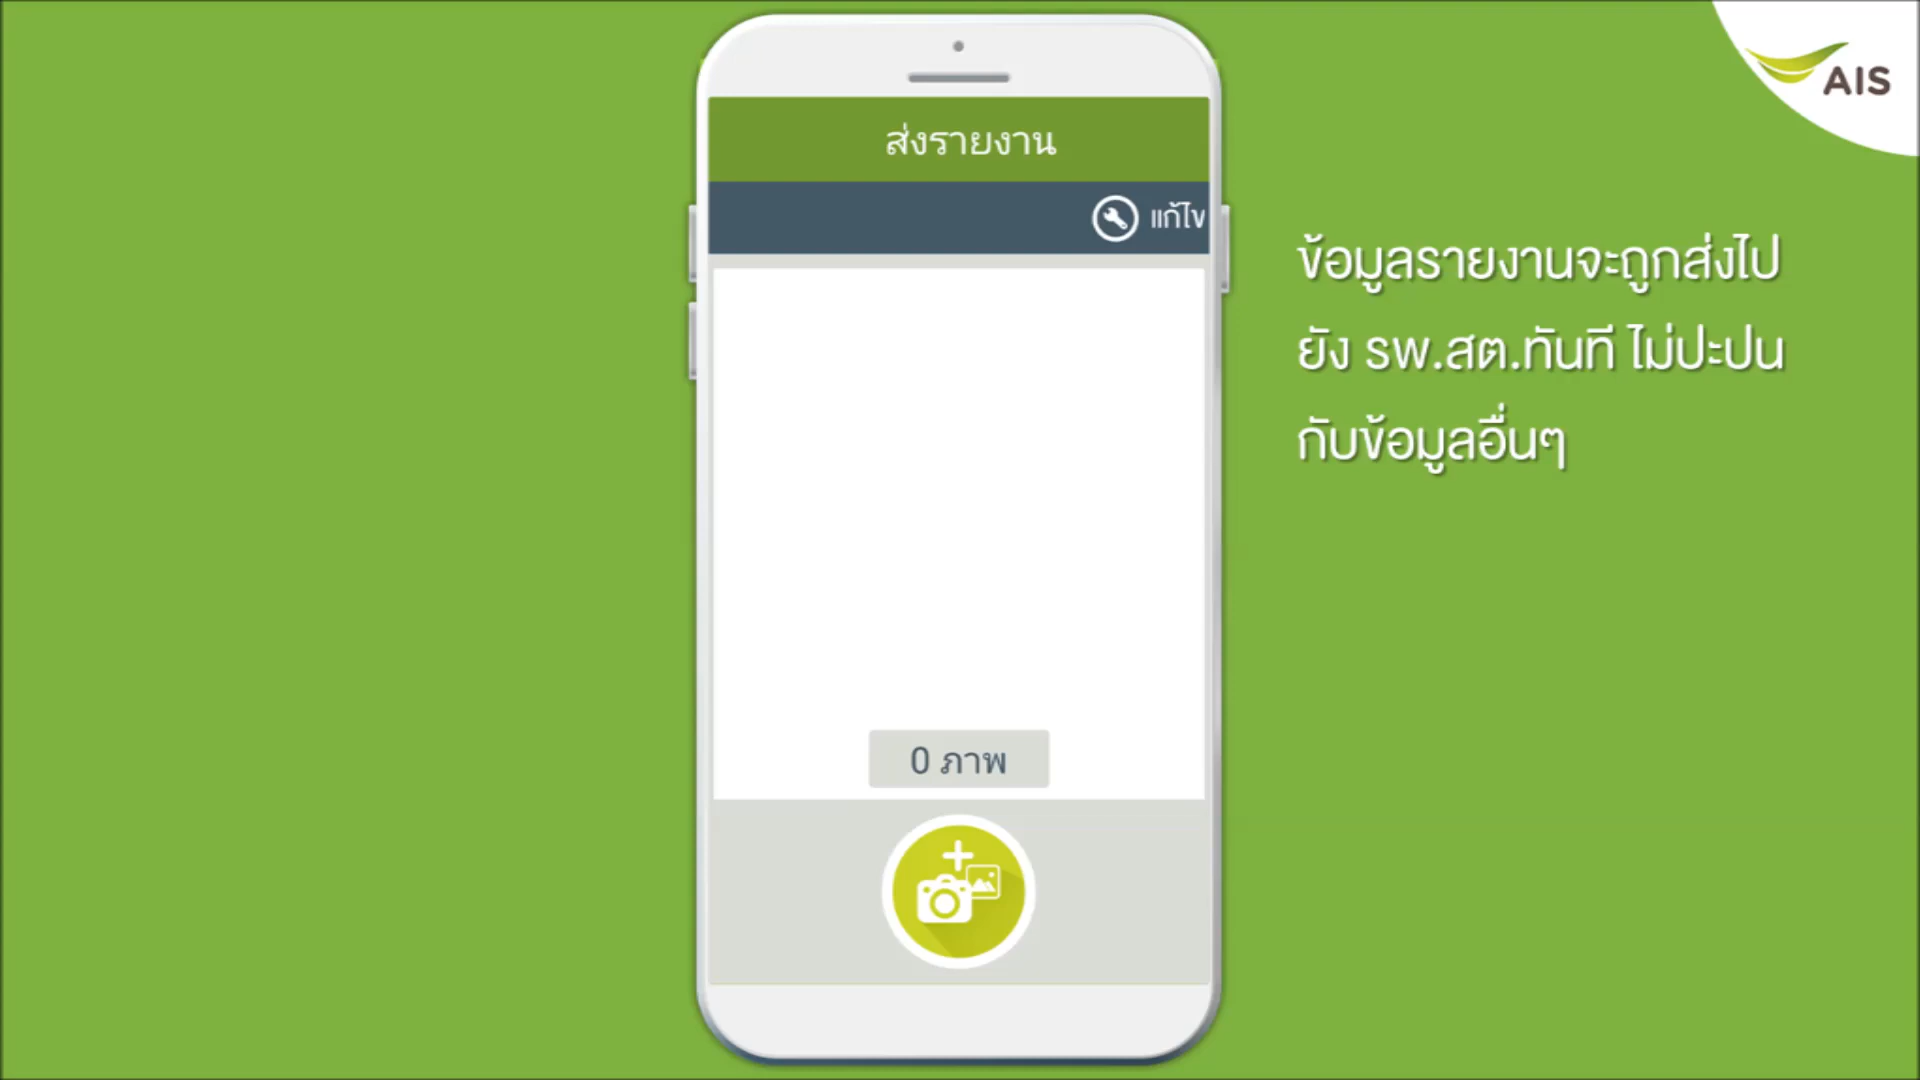 AIS
ส่งรายงาน
แก้ไข
ข้อมูลรายงานจะถูกส่งไป
ยัง รพ.สต.ทันที ไม่ปะปน
กับข้อมูลอื่นๆ
0 ภาพ